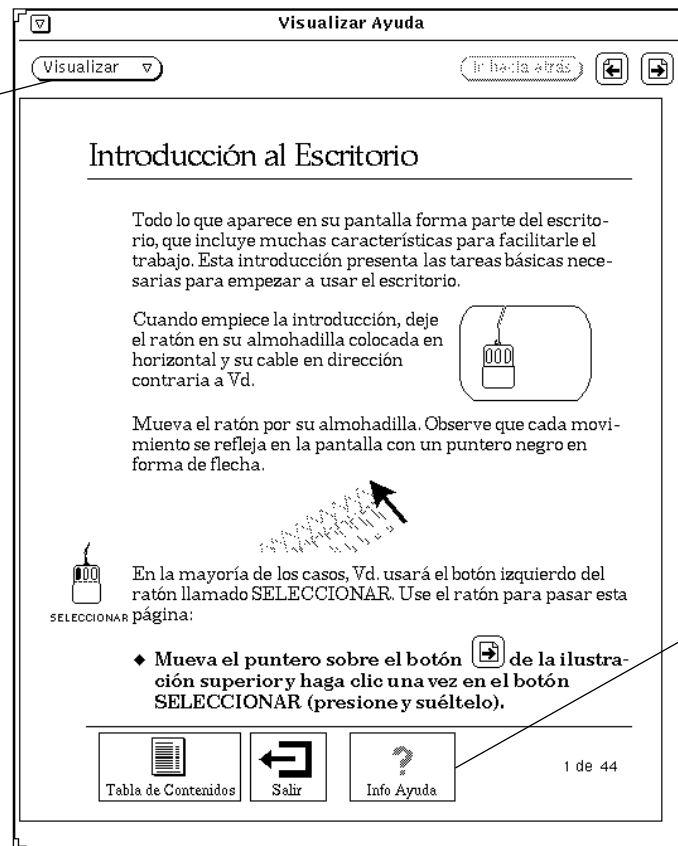 Visualizar Ayuda
Visualizar
Ir hacia atrás
Introducción al Escritorio
Todo lo que aparece en su pantalla forma parte del escrito-
rio, que incluye muchas características para facilitarle el
trabajo. Esta introducción presenta las tareas básicas nece-
sarias para empezar a usar el escritorio.
Cuando empiece la introducción, deje
el ratón en su almohadilla colocada en
horizontal y su cable en dirección
contraria a Vd.
Mueva el ratón por su almohadilla. Observe que cada movi-
miento se refleja en la pantalla con un puntero negro en
forma de flecha.
En la mayoría de los casos, Vd. usará el botón izquierdo del
ratón llamado SELECCIONAR. Use el ratón para pasar esta
página:
SELECCIONAR
◆ Mueva el puntero sobre el botón de la ilustra-
ción superior y haga clic una vez en el botón
SELECCIONAR (presione y suéltelo).
Tabla de Contenidos
Salir
Info Ayuda
1 de 44